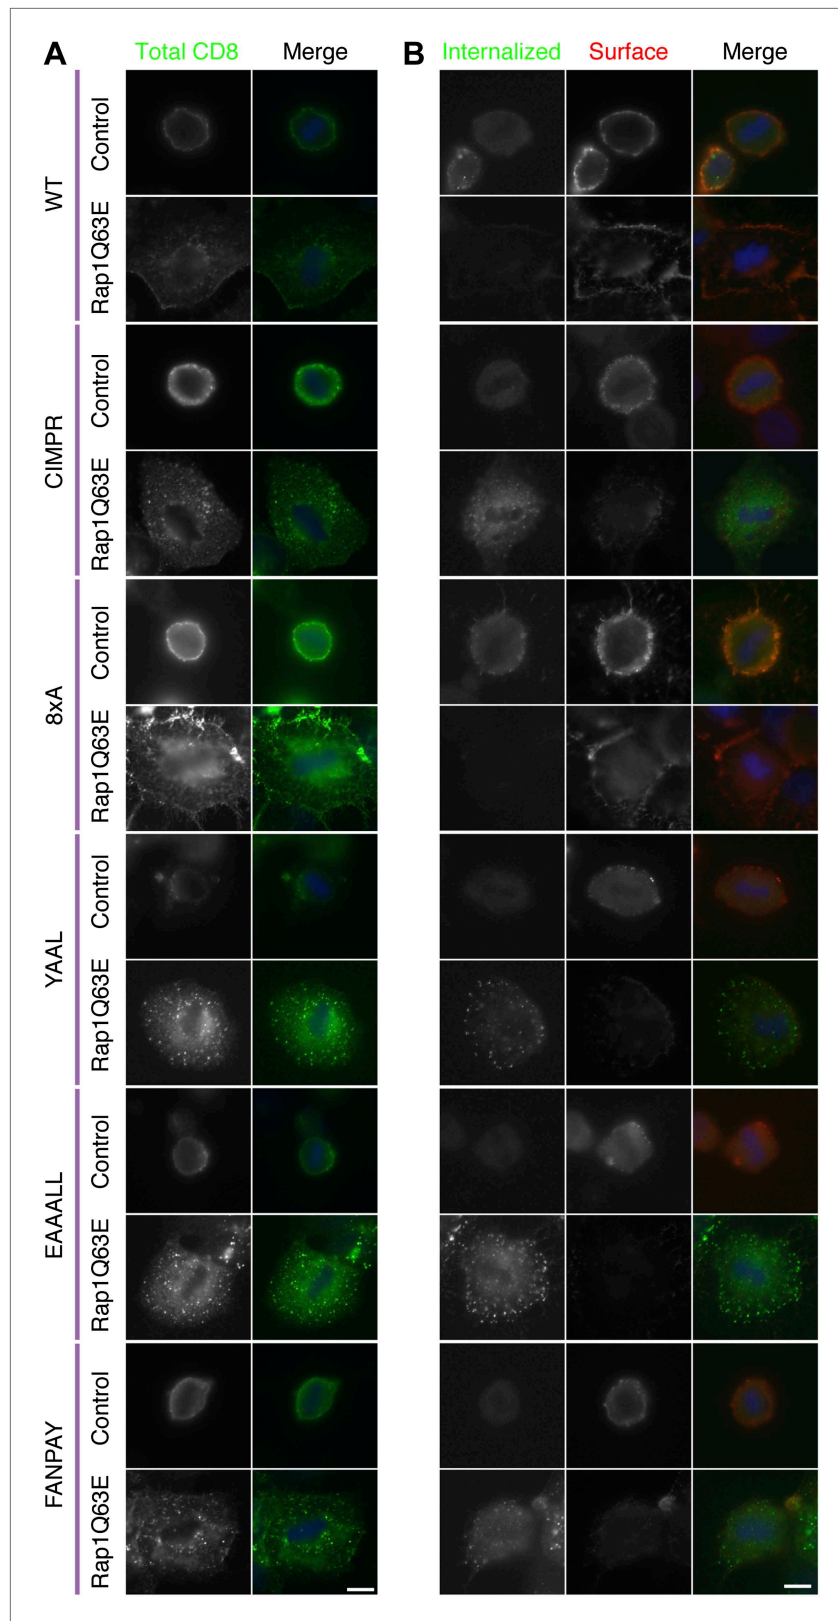 A Total CD8 Merge B Internalized Surface Merge
WT
Control
Rap1Q63E
CIMPR
Control
Rap1Q63E
8xA
Control
Rap1Q63E
YAAL
Control
Rap1Q63E
EAAALL
Control
Rap1Q63E
FANPAY
Control
Rap1Q63E